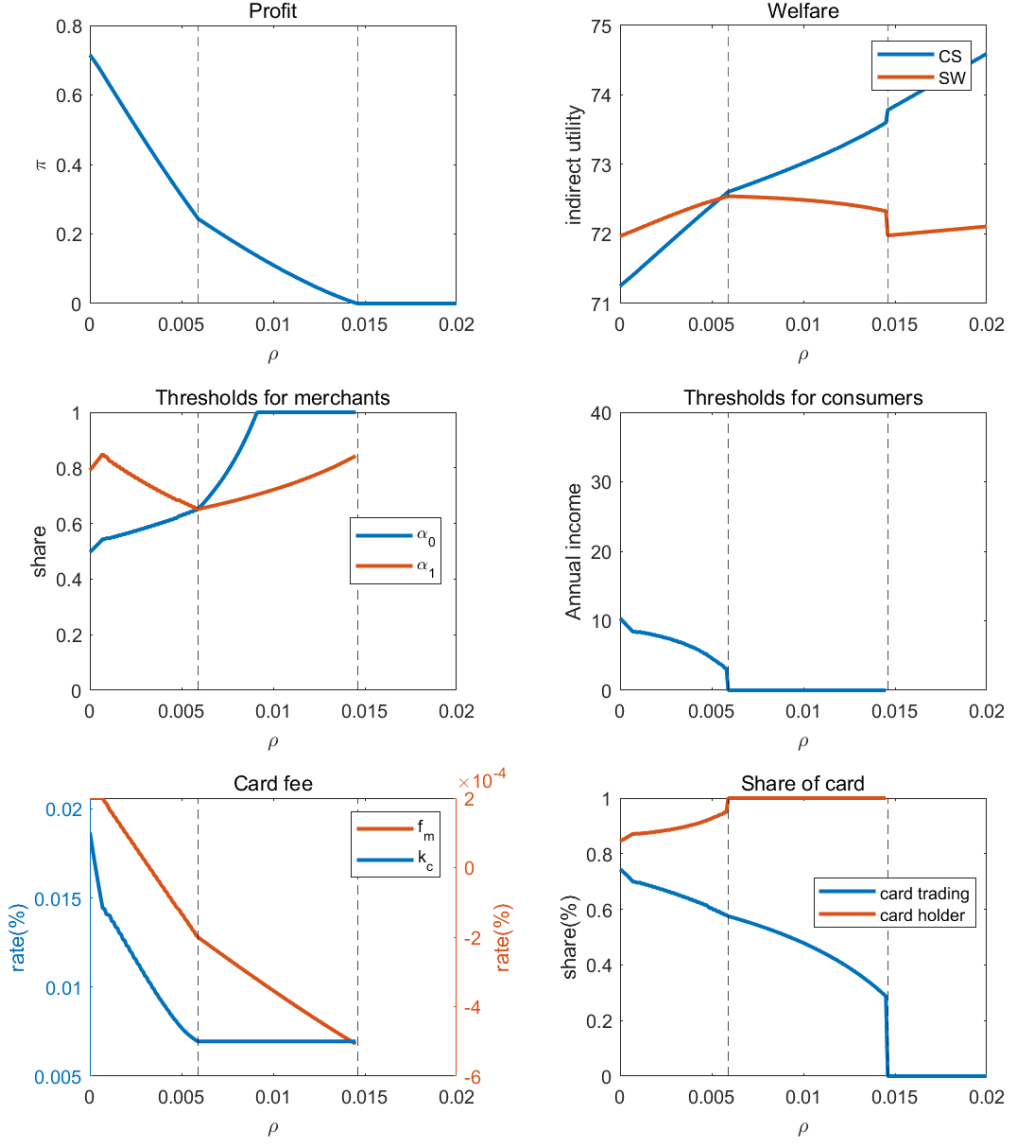 Profit
0.8
0.6
0.4
0.2
0
π
0 0.005 0.01 0.015 0.02
ρ
Welfare
75
74
73
72
71
indirect utility
CS
SW
0 0.005 0.01 0.015 0.02
ρ
Thresholds for merchants
1
0.8
0.6
0.4
0.2
0
share
α0
α1
0 0.005 0.01 0.015 0.02
ρ
Thresholds for consumers
40
30
20
10
0
Annual income
0 0.005 0.01 0.015 0.02
ρ
Card fee
×10-4
0.02
0.015
0.01
0.005
rate(%)
2
0
-2
-4
-6
rate(%)
fm
kc
0 0.005 0.01 0.015 0.02
ρ
Share of card
1
0.8
0.6
0.4
0.2
0
share(%)
card trading
card holder
0 0.005 0.01 0.015 0.02
ρ